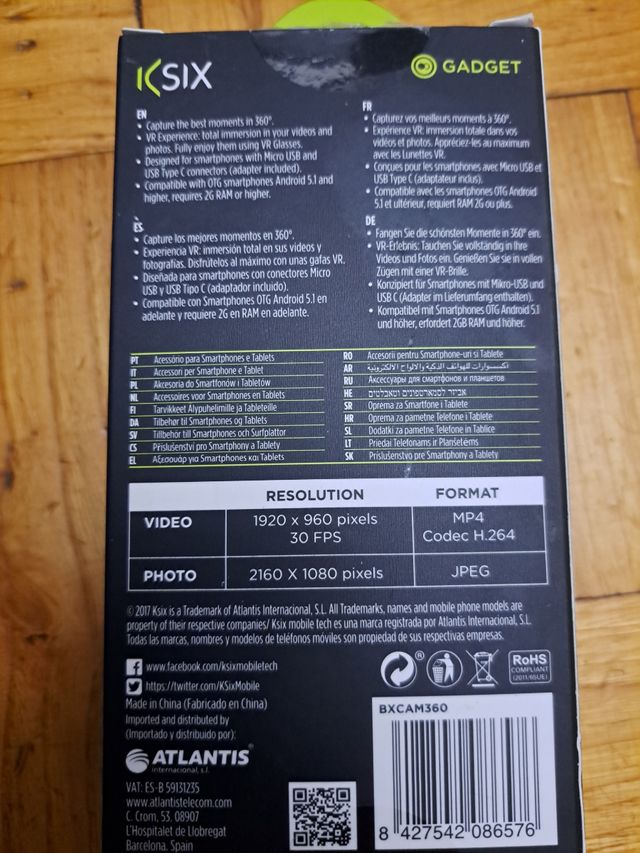 KSIX
GADGET
EN
• Capture the best moments in 360°.
• VR Experience: total immersion in your videos and
photos. Fully enjoy them using VR Glasses.
• Designed for smartphones with Micro USB and
USB Type C connectors (adapter included).
• Compatible with OTG smartphones Android 5.1 and
higher, requires 2G RAM or higher.
FR
• Capturez vos meilleurs moments à 360°.
• Expérience VR: immersion totale dans vos
vidéos et photos. Appréciez-les au maximum
avec les Lunettes VR.
• Conçues pour les smartphones avec Micro USB et
USB Type C (adaptateur inclus).
• Compatible avec les smartphones OTG Android
5.1 et ultérieur, requiert RAM 2G ou plus.
ES
• Capture los mejores momentos en 360°.
• Experiencia VR: inmersión total en sus videos y
fotografías. Disfrútelos al máximo con unas gafas VR.
• Diseñada para smartphones con conectores Micro
USB y USB Tipo C (adaptador incluido).
• Compatible con Smartphones OTG Android 5.1 en
adelante y requiere 2G en RAM en adelante.
DE
• Fangen Sie die schönsten Momente in 360° ein.
• VR-Erlebnis: Tauchen Sie vollständig in Ihre
Videos und Fotos ein. Genießen Sie sie in vollen
Zügen mit einer VR-Brille.
• Konzipiert für Smartphones mit Mikro-USB und
USB C (Adapter im Lieferumfang enthalten).
• Kompatibel mit Smartphones OTG Android 5.1
und höher, erfordert 2GB RAM und höher.
PT Acessório para Smartphones e Tablets
IT Accessori per Smartphone e Tablet
PL Akcesoria do Smartfonów i Tabletów
NL Accessoires voor Smartphones en Tablets
FI Tarvikkeet Älypuhelimille ja Tableteille
DA Tilbehør til Smartphones og Tablets
SV Tillbehör till Smartphones och Surfplattor
CS Příslušenství pro Smartphony a Tablety
EL Αξεσουάρ για Smartphones και Tablets
RO Accesorii pentru Smartphone-uri si Tablete
AR اكسسوارات للهواتف الذكية والالواح الالكترونية
RU Аксессуары для смартфонов и планшетов
HE אביזר לסמארטפונים וטאבלטים
SR Oprema za Smartfone i Tablete
HR Oprema za pametne Telefone i Tablete
SL Dodatki za pametne Telefone in Tablice
LT Priedai Telefonams ir Planšetėms
SK Príslušenstvo pre Smartphony a Tablety
RESOLUTION FORMAT
VIDEO 1920 x 960 pixels MP4
30 FPS Codec H.264
PHOTO 2160 X 1080 pixels JPEG
© 2017 Ksix is a Trademark of Atlantis Internacional, S.L. All Trademarks, names and mobile phone models are
property of their respective companies/ Ksix mobile tech es una marca registrada por Atlantis Internacional, S.L.
Todas las marcas, nombres y modelos de teléfonos móviles son propiedad de sus respectivas empresas.
www.facebook.com/ksixmobiletech
https://twitter.com/KSixMobile
Made in China (Fabricado en China)
Imported and distributed by
(Importado y distribuido por):
ATLANTIS®
internacional, s.l.
VAT: ES-B 59131235
www.atlantistelecom.com
C. Crom, 53. 08907
L'Hospitalet de Llobregat
Barcelona. Spain
®
RoHS
COMPLIANT
(2011/65UE)
BXCAM360
8 427542 086576